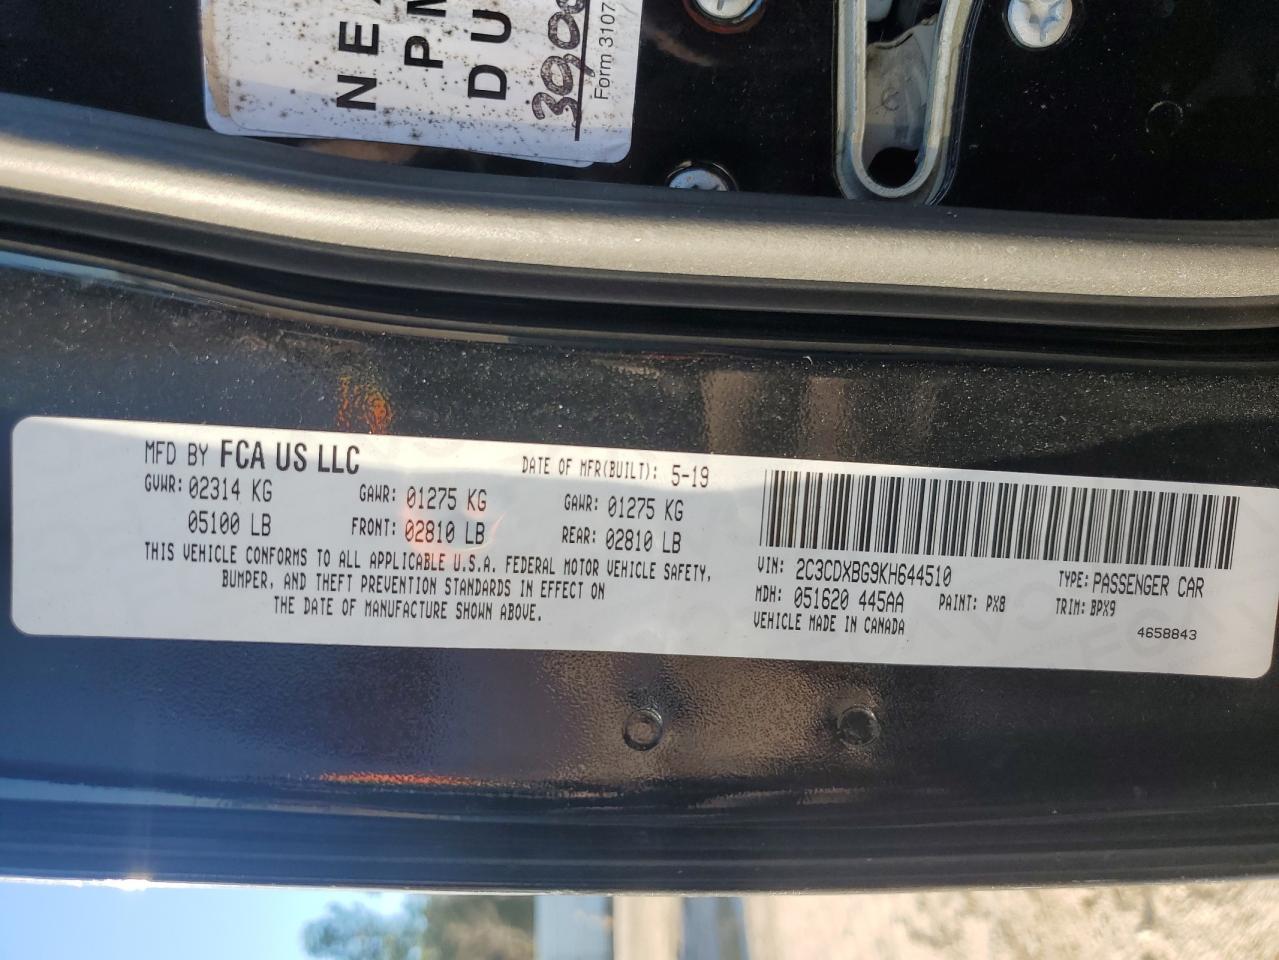 NE
PM
DU
Form 3107
MFD BY FCA US LLC
DATE OF MFR(BUILT): 5-19
GVWR: 02314 KG
GAWR: 01275 KG
GAWR: 01275 KG
05100 LB
FRONT: 02810 LB
REAR: 02810 LB
THIS VEHICLE CONFORMS TO ALL APPLICABLE U.S.A. FEDERAL MOTOR VEHICLE SAFETY,
BUMPER, AND THEFT PREVENTION STANDARDS IN EFFECT ON
THE DATE OF MANUFACTURE SHOWN ABOVE.
VIN: 2C3CDXBG9KH644510
TYPE: PASSENGER CAR
MDH: 051620 445AA
PAINT: PX8
TRIM: BPX9
VEHICLE MADE IN CANADA
4658843